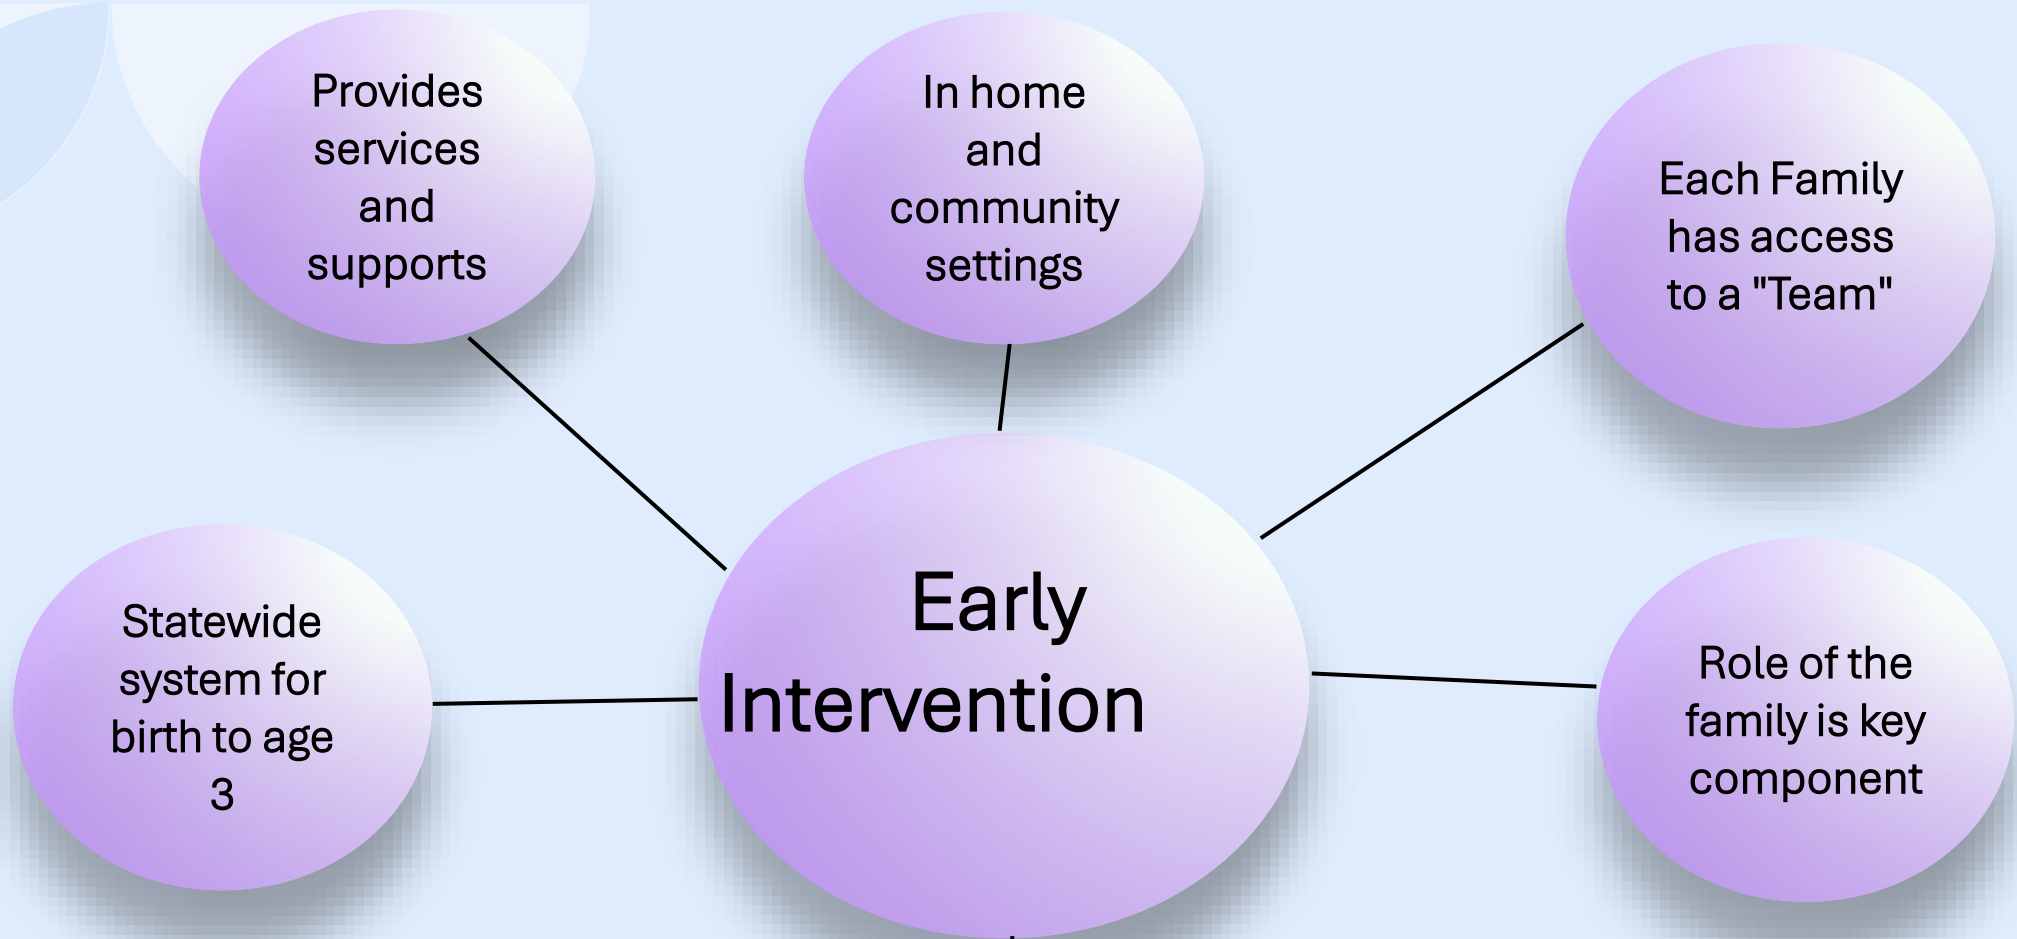 Provides
services
and
supports
In home
and
community
settings
Each Family
has access
to a "Team"
Statewide
system for
birth to age
3
Early
Intervention
Role of the
family is key
component